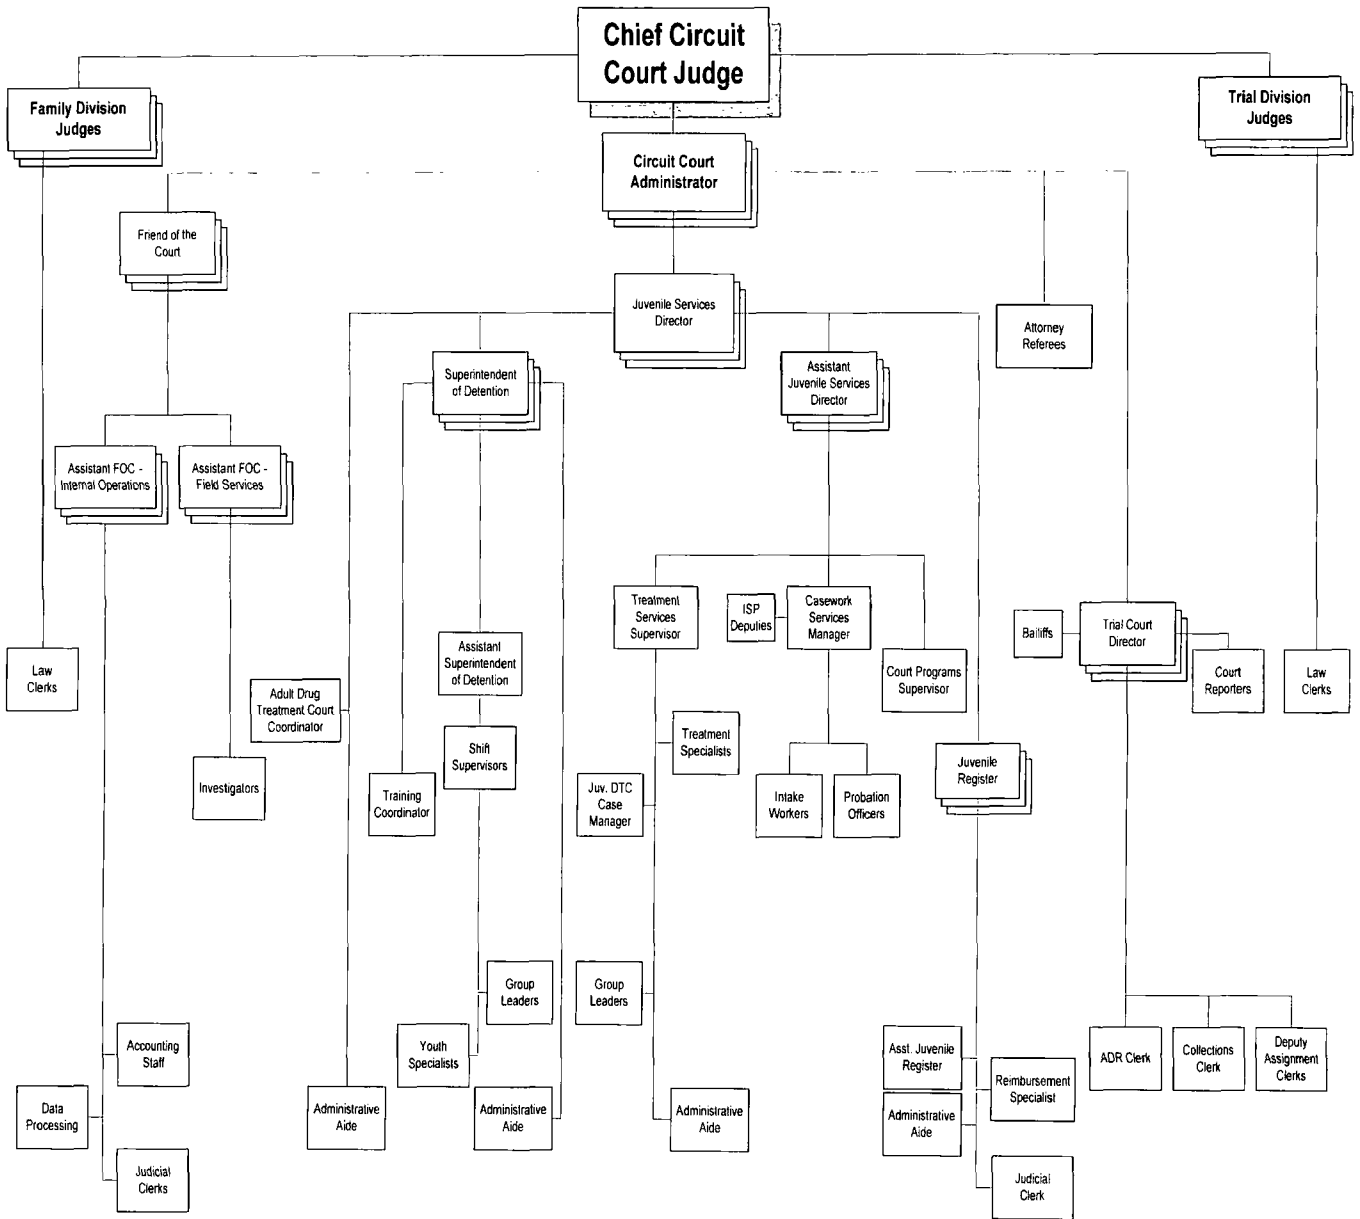 Chief Circuit
Court Judge
Family Division
Judges
Trial Division
Judges
Circuit Court
Administrator
Friend of the
Court
Juvenile Services
Director
Attorney
Referees
Superintendent
of Detention
Assistant
Juvenile Services
Director
Assistant FOC -
Internal Operations
Assistant FOC -
Field Services
Treatment
Services
Supervisor
ISP
Deputies
Casework
Services
Manager
Bailiffs
Trial Court
Director
Law
Clerks
Assistant
Superintendent
of Detention
Court Programs
Supervisor
Court
Reporters
Law
Clerks
Adult Drug
Treatment Court
Coordinator
Shift
Supervisors
Treatment
Specialists
Juvenile
Register
Investigators
Training
Coordinator
Juv. DTC
Case
Manager
Intake
Workers
Probation
Officers
Group
Leaders
Group
Leaders
Accounting
Staff
Youth
Specialists
Asst. Juvenile
Register
ADR Clerk
Collections
Clerk
Deputy
Assignment
Clerks
Reimbursement
Specialist
Data
Processing
Administrative
Aide
Administrative
Aide
Administrative
Aide
Administrative
Aide
Judicial
Clerks
Judicial
Clerk